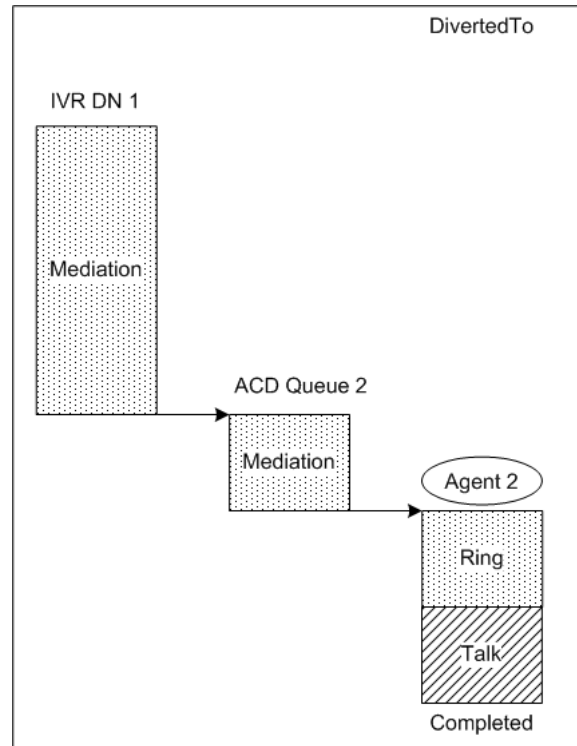 DivertedTo
IVR DN 1
Mediation
ACD Queue 2
Mediation
Agent 2
Ring
Talk
Completed